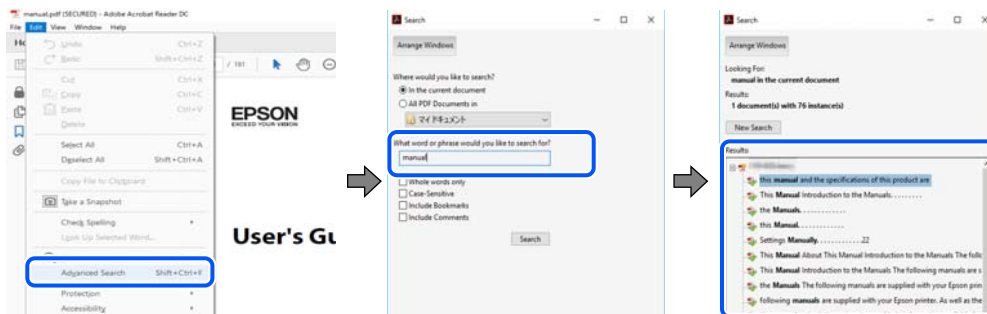 manual.pdf (SECURED) - Adobe Acrobat Reader DC
File Edit View Window Help
Undo Ctrl+Z
Redo Shift+Ctrl+Z
Cut Ctrl+X
Copy Ctrl+C
Paste Ctrl+V
Delete
Select All Ctrl+A
Deselect All Shift+Ctrl+A
Copy File to Clipboard
Take a Snapshot
Check Spelling
Look Up Selected Word...
Advanced Search Shift+Ctrl+F
Protection
Accessibility
/ 181
EPSON
EXCEED YOUR VISION
User's Gu
Search
Arrange Windows
Where would you like to search?
In the current document
All PDF Documents in
マイ ドキュメント
What word or phrase would you like to search for?
manual
Whole words only
Case-Sensitive
Include Bookmarks
Include Comments
Search
Search
Arrange Windows
Looking For:
manual in the current document
Results:
1 document(s) with 76 instance(s)
New Search
Results
this manual and the specifications of this product are
This Manual Introduction to the Manuals. . . . . . . . .
the Manuals. . . . . . . . . . . . .
this Manual. . . . . . . . . . . . .
Settings Manually. . . . . . . . . . . . .22
This Manual About This Manual Introduction to the Manuals The follo
This Manual Introduction to the Manuals The following manuals are s
the Manuals The following manuals are supplied with your Epson prin
following manuals are supplied with your Epson printer. As well as the